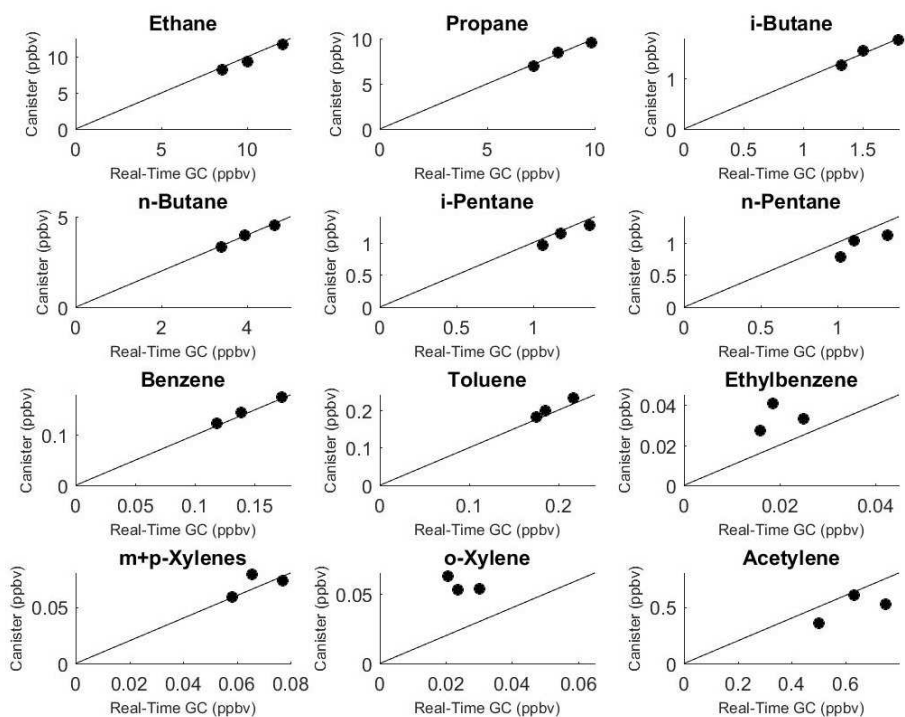 Ethane
Canister (ppbv)
10
5
0
0
5
10
Real-Time GC (ppbv)
Propane
Canister (ppbv)
10
5
0
0
5
10
Real-Time GC (ppbv)
i-Butane
Canister (ppbv)
1
0
0
0.5
1
1.5
Real-Time GC (ppbv)
n-Butane
Canister (ppbv)
5
0
0
2
4
Real-Time GC (ppbv)
i-Pentane
Canister (ppbv)
1
0.5
0
0
0.5
1
Real-Time GC (ppbv)
n-Pentane
Canister (ppbv)
1
0.5
0
0
0.5
1
Real-Time GC (ppbv)
Benzene
Canister (ppbv)
0.1
0
0
0.05
0.1
0.15
Real-Time GC (ppbv)
Toluene
Canister (ppbv)
0.2
0.1
0
0
0.1
0.2
Real-Time GC (ppbv)
Ethylbenzene
Canister (ppbv)
0.04
0.02
0
0
0.02
0.04
Real-Time GC (ppbv)
m+p-Xylenes
Canister (ppbv)
0.05
0
0
0.02
0.04
0.06
0.08
Real-Time GC (ppbv)
o-Xylene
Canister (ppbv)
0.05
0
0
0.02
0.04
0.06
Real-Time GC (ppbv)
Acetylene
Canister (ppbv)
0.5
0
0
0.2
0.4
0.6
Real-Time GC (ppbv)